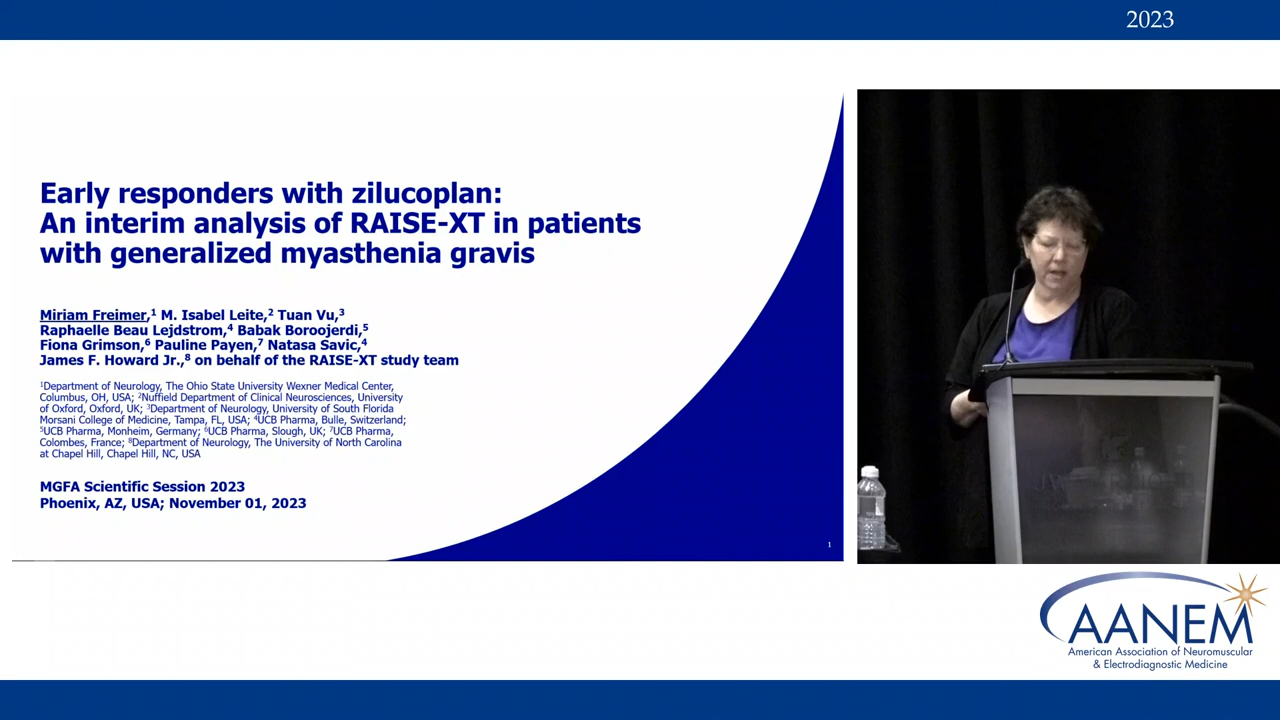 2023
Early responders with zilucoplan:
An interim analysis of RAISE-XT in patients
with generalized myasthenia gravis
Miriam Freimer,¹ M. Isabel Leite,² Tuan Vu,³
Raphaelle Beau Lejdstrom,⁴ Babak Boroojerdi,⁵
Fiona Grimson,⁶ Pauline Payen,⁷ Natasa Savic,⁴
James F. Howard Jr.,⁸ on behalf of the RAISE-XT study team
¹Department of Neurology, The Ohio State University Wexner Medical Center,
Columbus, OH, USA; ²Nuffield Department of Clinical Neurosciences, University
of Oxford, Oxford, UK; ³Department of Neurology, University of South Florida
Morsani College of Medicine, Tampa, FL, USA; ⁴UCB Pharma, Bulle, Switzerland;
⁵UCB Pharma, Monheim, Germany; ⁶UCB Pharma, Slough, UK; ⁷UCB Pharma,
Colombes, France; ⁸Department of Neurology, The University of North Carolina
at Chapel Hill, Chapel Hill, NC, USA
MGFA Scientific Session 2023
Phoenix, AZ, USA; November 01, 2023
1
AANEM
American Association of Neuromuscular
& Electrodiagnostic Medicine